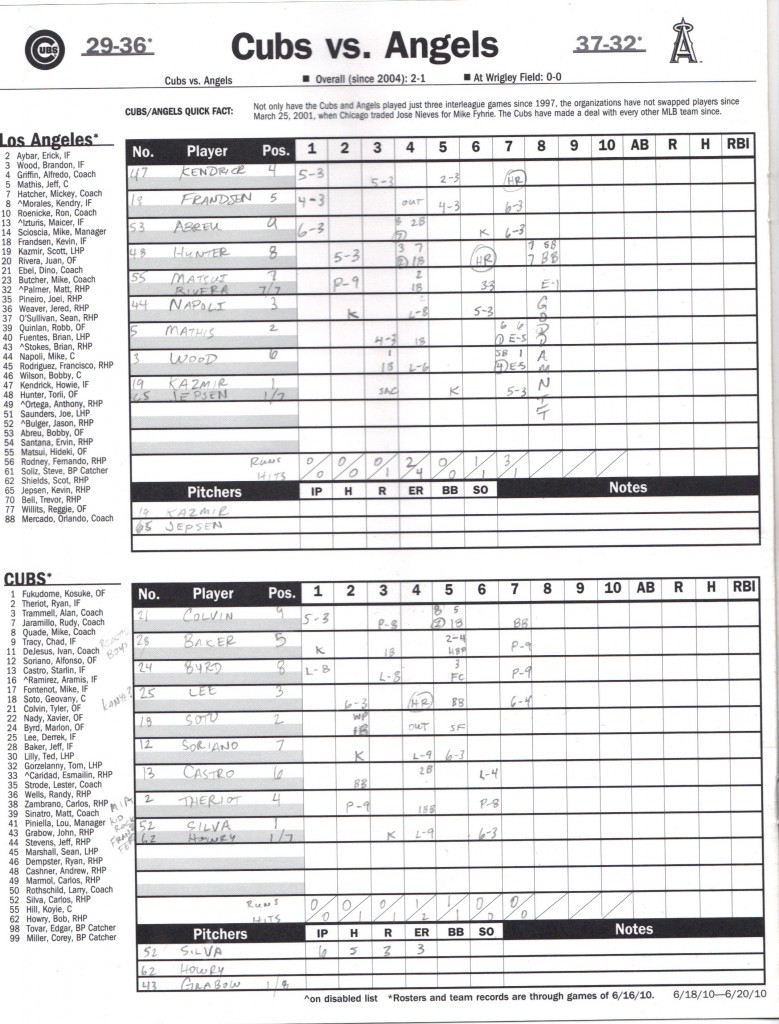 CUBS
29-36*
Cubs vs. Angels
37-32*
A
Cubs vs. Angels
■ Overall (since 2004): 2-1
■ At Wrigley Field: 0-0
CUBS/ANGELS QUICK FACT:
Not only have the Cubs and Angels played just three interleague games since 1997, the organizations have not swapped players since
March 25, 2001, when Chicago traded Jose Nieves for Mike Fyhrie. The Cubs have made a deal with every other MLB team since.
Los Angeles*
2 Aybar, Erick, IF
3 Wood, Brandon, IF
4 Griffin, Alfredo, Coach
5 Mathis, Jeff, C
7 Hatcher, Mickey, Coach
8 ^Morales, Kendry, IF
10 Roenicke, Ron, Coach
13 ^Izturis, Maicer, IF
14 Scioscia, Mike, Manager
18 Frandsen, Kevin, IF
19 Kazmir, Scott, LHP
20 Rivera, Juan, OF
21 Ebel, Dino, Coach
23 Butcher, Mike, Coach
32 ^Palmer, Matt, RHP
35 Pineiro, Joel, RHP
36 Weaver, Jered, RHP
37 O'Sullivan, Sean, RHP
39 Quinlan, Robb, OF
40 Fuentes, Brian, LHP
43 ^Stokes, Brian, RHP
44 Napoli, Mike, C
45 Rodriguez, Francisco, RHP
46 Wilson, Bobby, C
47 Kendrick, Howie, IF
48 Hunter, Torii, OF
49 ^Ortega, Anthony, RHP
51 Saunders, Joe, LHP
52 ^Bulger, Jason, RHP
53 Abreu, Bobby, OF
54 Santana, Ervin, RHP
55 Matsui, Hideki, OF
56 Rodney, Fernando, RHP
61 Soliz, Steve, BP Catcher
62 Shields, Scot, RHP
65 Jepsen, Kevin, RHP
70 Bell, Trevor, RHP
77 Willits, Reggie, OF
88 Mercado, Orlando, Coach
No. Player Pos. 1 2 3 4 5 6 7 8 9 10 AB R H RBI
47 KENDRICK 4 5-3 5-3 2-3 HR
18 FRANDSEN 5 4-3 OUT 4-3 6-3
53 ABREU 9 6-3 2B K 6-3
48 HUNTER 8 5-3 1B HR BB
55 MATSUI 7 P-9 1B 33 E-1
RIVERA 7/7
44 NAPOLI 3 K L-8 5-3
5 MATHIS 2 4-3 1B E-5
3 WOOD 6 1B L-6 E5
19 KAZMIR 1 SAC K 5-3
65 JEPSEN 1/7
RUNS 0 0 0 2 0 1 3
HITS 0 0 1 4 0 1
Pitchers IP H R ER BB SO Notes
19 KAZMIR
65 JEPSEN
CUBS*
1 Fukudome, Kosuke, OF
2 Theriot, Ryan, IF
3 Trammell, Alan, Coach
7 Jaramillo, Rudy, Coach
8 Quade, Mike, Coach
9 Tracy, Chad, IF
11 DeJesus, Ivan, Coach
12 Soriano, Alfonso, OF
13 Castro, Starlin, IF
16 ^Ramirez, Aramis, IF
17 Fontenot, Mike, IF
18 Soto, Geovany, C
21 Colvin, Tyler, OF
22 Nady, Xavier, OF
24 Byrd, Marlon, OF
25 Lee, Derrek, IF
28 Baker, Jeff, IF
30 Lilly, Ted, LHP
32 Gorzelanny, Tom, LHP
33 ^Caridad, Esmailin, RHP
35 Strode, Lester, Coach
36 Wells, Randy, RHP
38 Zambrano, Carlos, RHP
39 Sinatro, Matt, Coach
41 Piniella, Lou, Manager
43 Grabow, John, RHP
44 Stevens, Jeff, RHP
45 Marshall, Sean, LHP
46 Dempster, Ryan, RHP
48 Cashner, Andrew, RHP
49 Marmol, Carlos, RHP
50 Rothschild, Larry, Coach
52 Silva, Carlos, RHP
55 Hill, Koyie, C
62 Howry, Bob, RHP
98 Tovar, Edgar, BP Catcher
99 Miller, Corey, BP Catcher
No. Player Pos. 1 2 3 4 5 6 7 8 9 10 AB R H RBI
21 COLVIN 9 5-3 P-8 1B BB
28 BAKER 5 K 1B HBP P-9
24 BYRD 8 L-8 L-8 FC P-9
25 LEE 3 6-3 HR BB 6-4
18 SOTO 2 OUT SF
12 SORIANO 7 K L-9 6-3
13 CASTRO 6 BB 2B L-4
2 THERIOT 4 P-9 P-8
52 SILVA 1 K L-9 6-3
62 HOWRY 1/7
RUNS 0 0 0 1 1 0 0
HITS 0 1 1 2 1 0 0
Pitchers IP H R ER BB SO Notes
52 SILVA 6 5 3 3
62 HOWRY
43 GRABOW 1/8
^on disabled list *Rosters and team records are through games of 6/16/10. 6/18/10—6/20/10